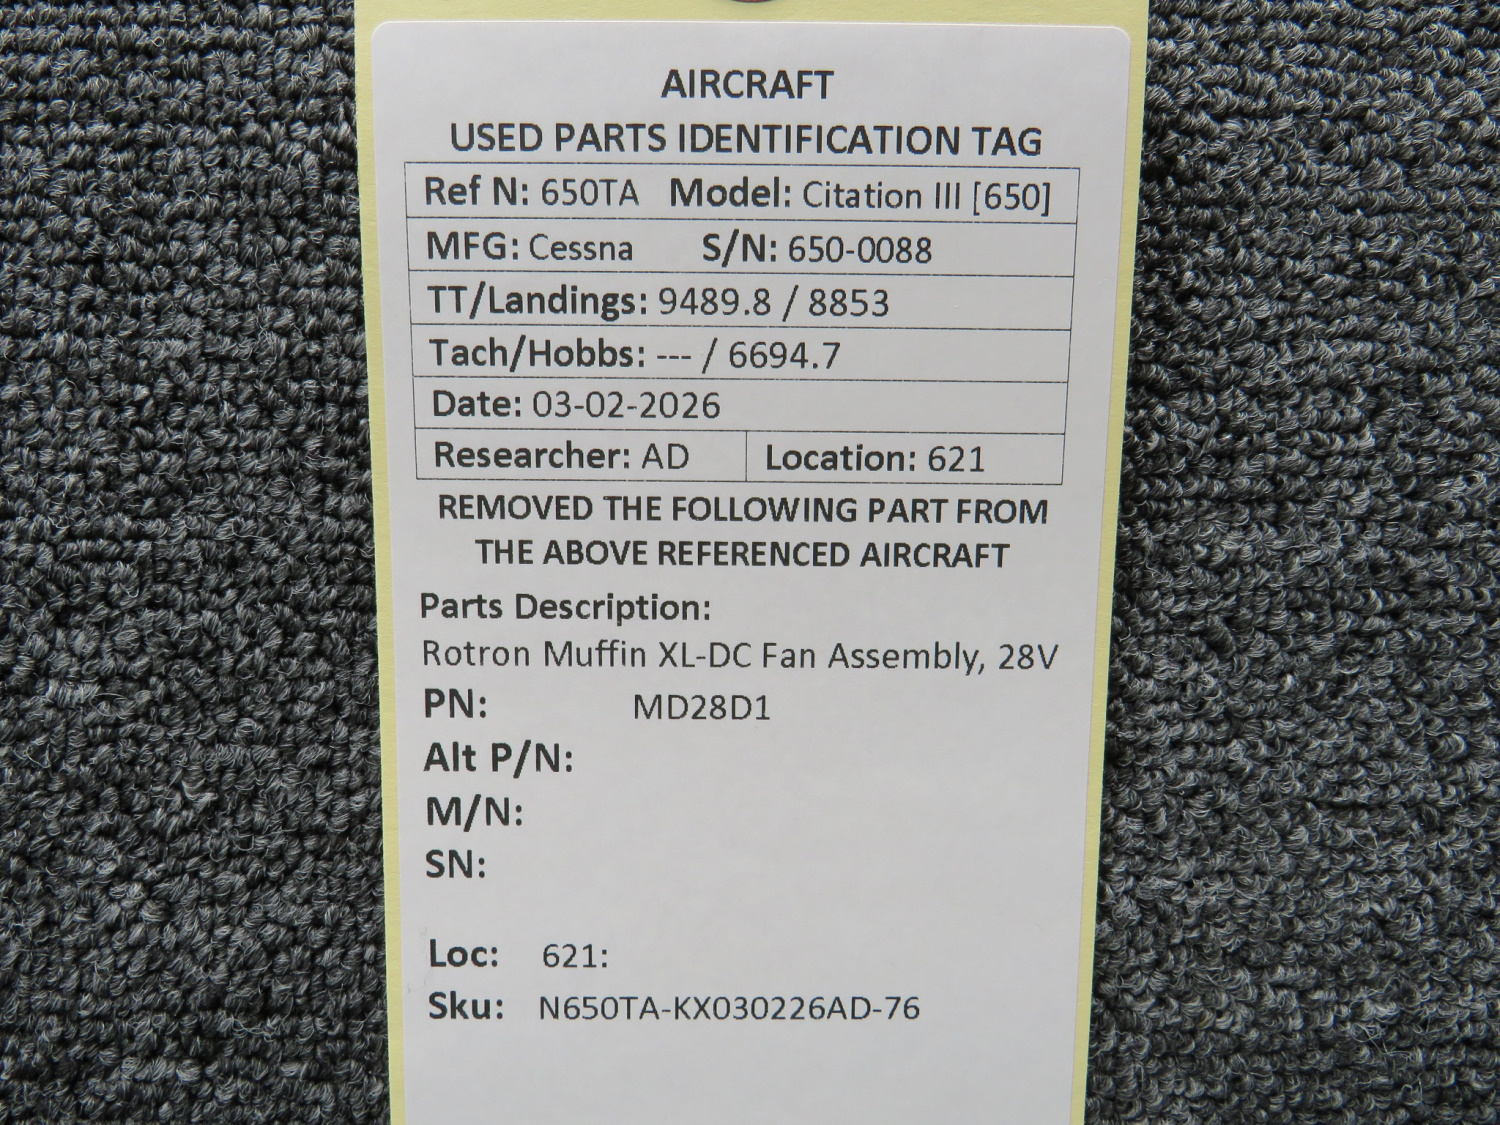 AIRCRAFT
USED PARTS IDENTIFICATION TAG
Ref N: 650TA Model: Citation III [650]
MFG: Cessna S/N: 650-0088
TT/Landings: 9489.8 / 8853
Tach/Hobbs: --- / 6694.7
Date: 03-02-2026
Researcher: AD Location: 621
REMOVED THE FOLLOWING PART FROM
THE ABOVE REFERENCED AIRCRAFT
Parts Description:
Rotron Muffin XL-DC Fan Assembly, 28V
PN: MD28D1
Alt P/N:
M/N:
SN:
Loc: 621:
Sku: N650TA-KX030226AD-76